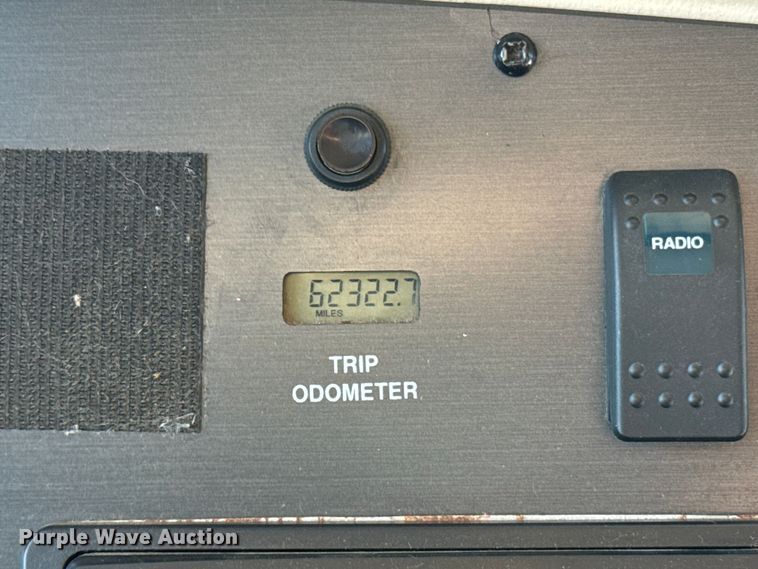 RADIO
62322.7
MILES
TRIP
ODOMETER
Purple Wave Auction